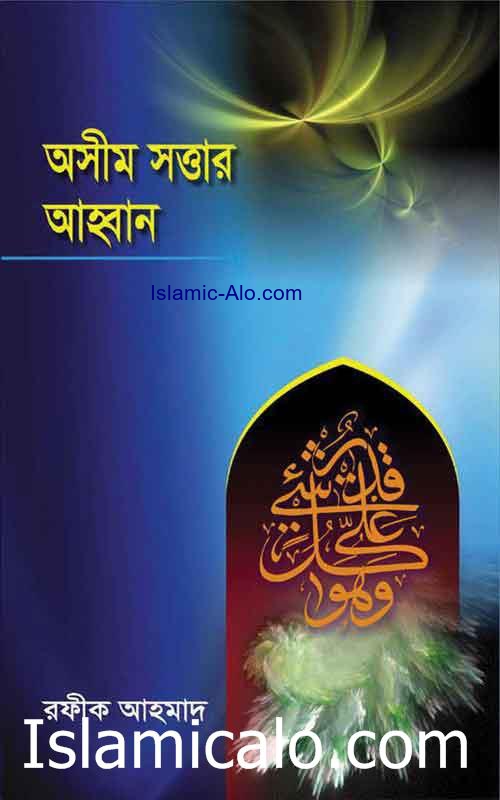 অসীম সত্তার
আহ্বান
Islamic-Alo.com
وهو على كل شيء قدير
রফীক আহমাদ
Islamicalo.com